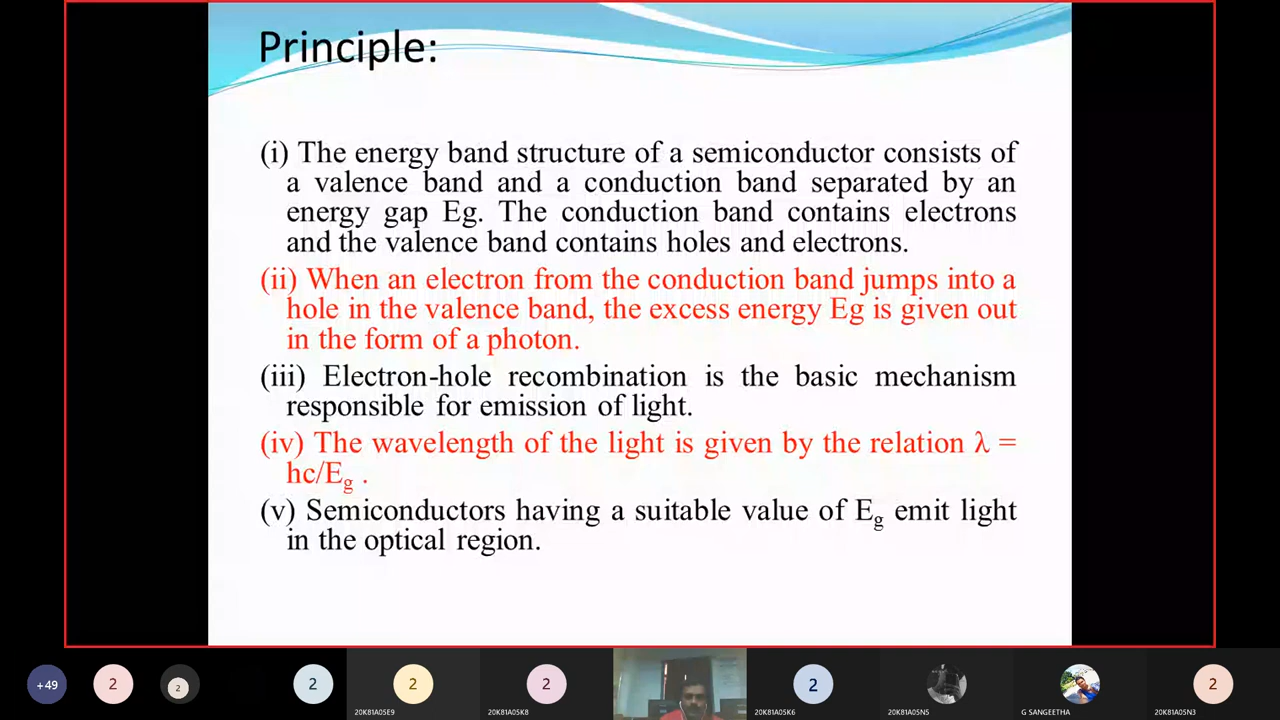 Principle:
(i) The energy band structure of a semiconductor consists of
a valence band and a conduction band separated by an
energy gap Eg. The conduction band contains electrons
and the valence band contains holes and electrons.
(ii) When an electron from the conduction band jumps into a
hole in the valence band, the excess energy Eg is given out
in the form of a photon.
(iii) Electron-hole recombination is the basic mechanism
responsible for emission of light.
(iv) The wavelength of the light is given by the relation λ =
hc/Eg .
(v) Semiconductors having a suitable value of Eg emit light
in the optical region.
+49
2
2
2
2
2
2
2
20K81A05E9
20K81A05K8
20K81A05K6
20K81A05N5
G SANGEETHA
20K81A05N3